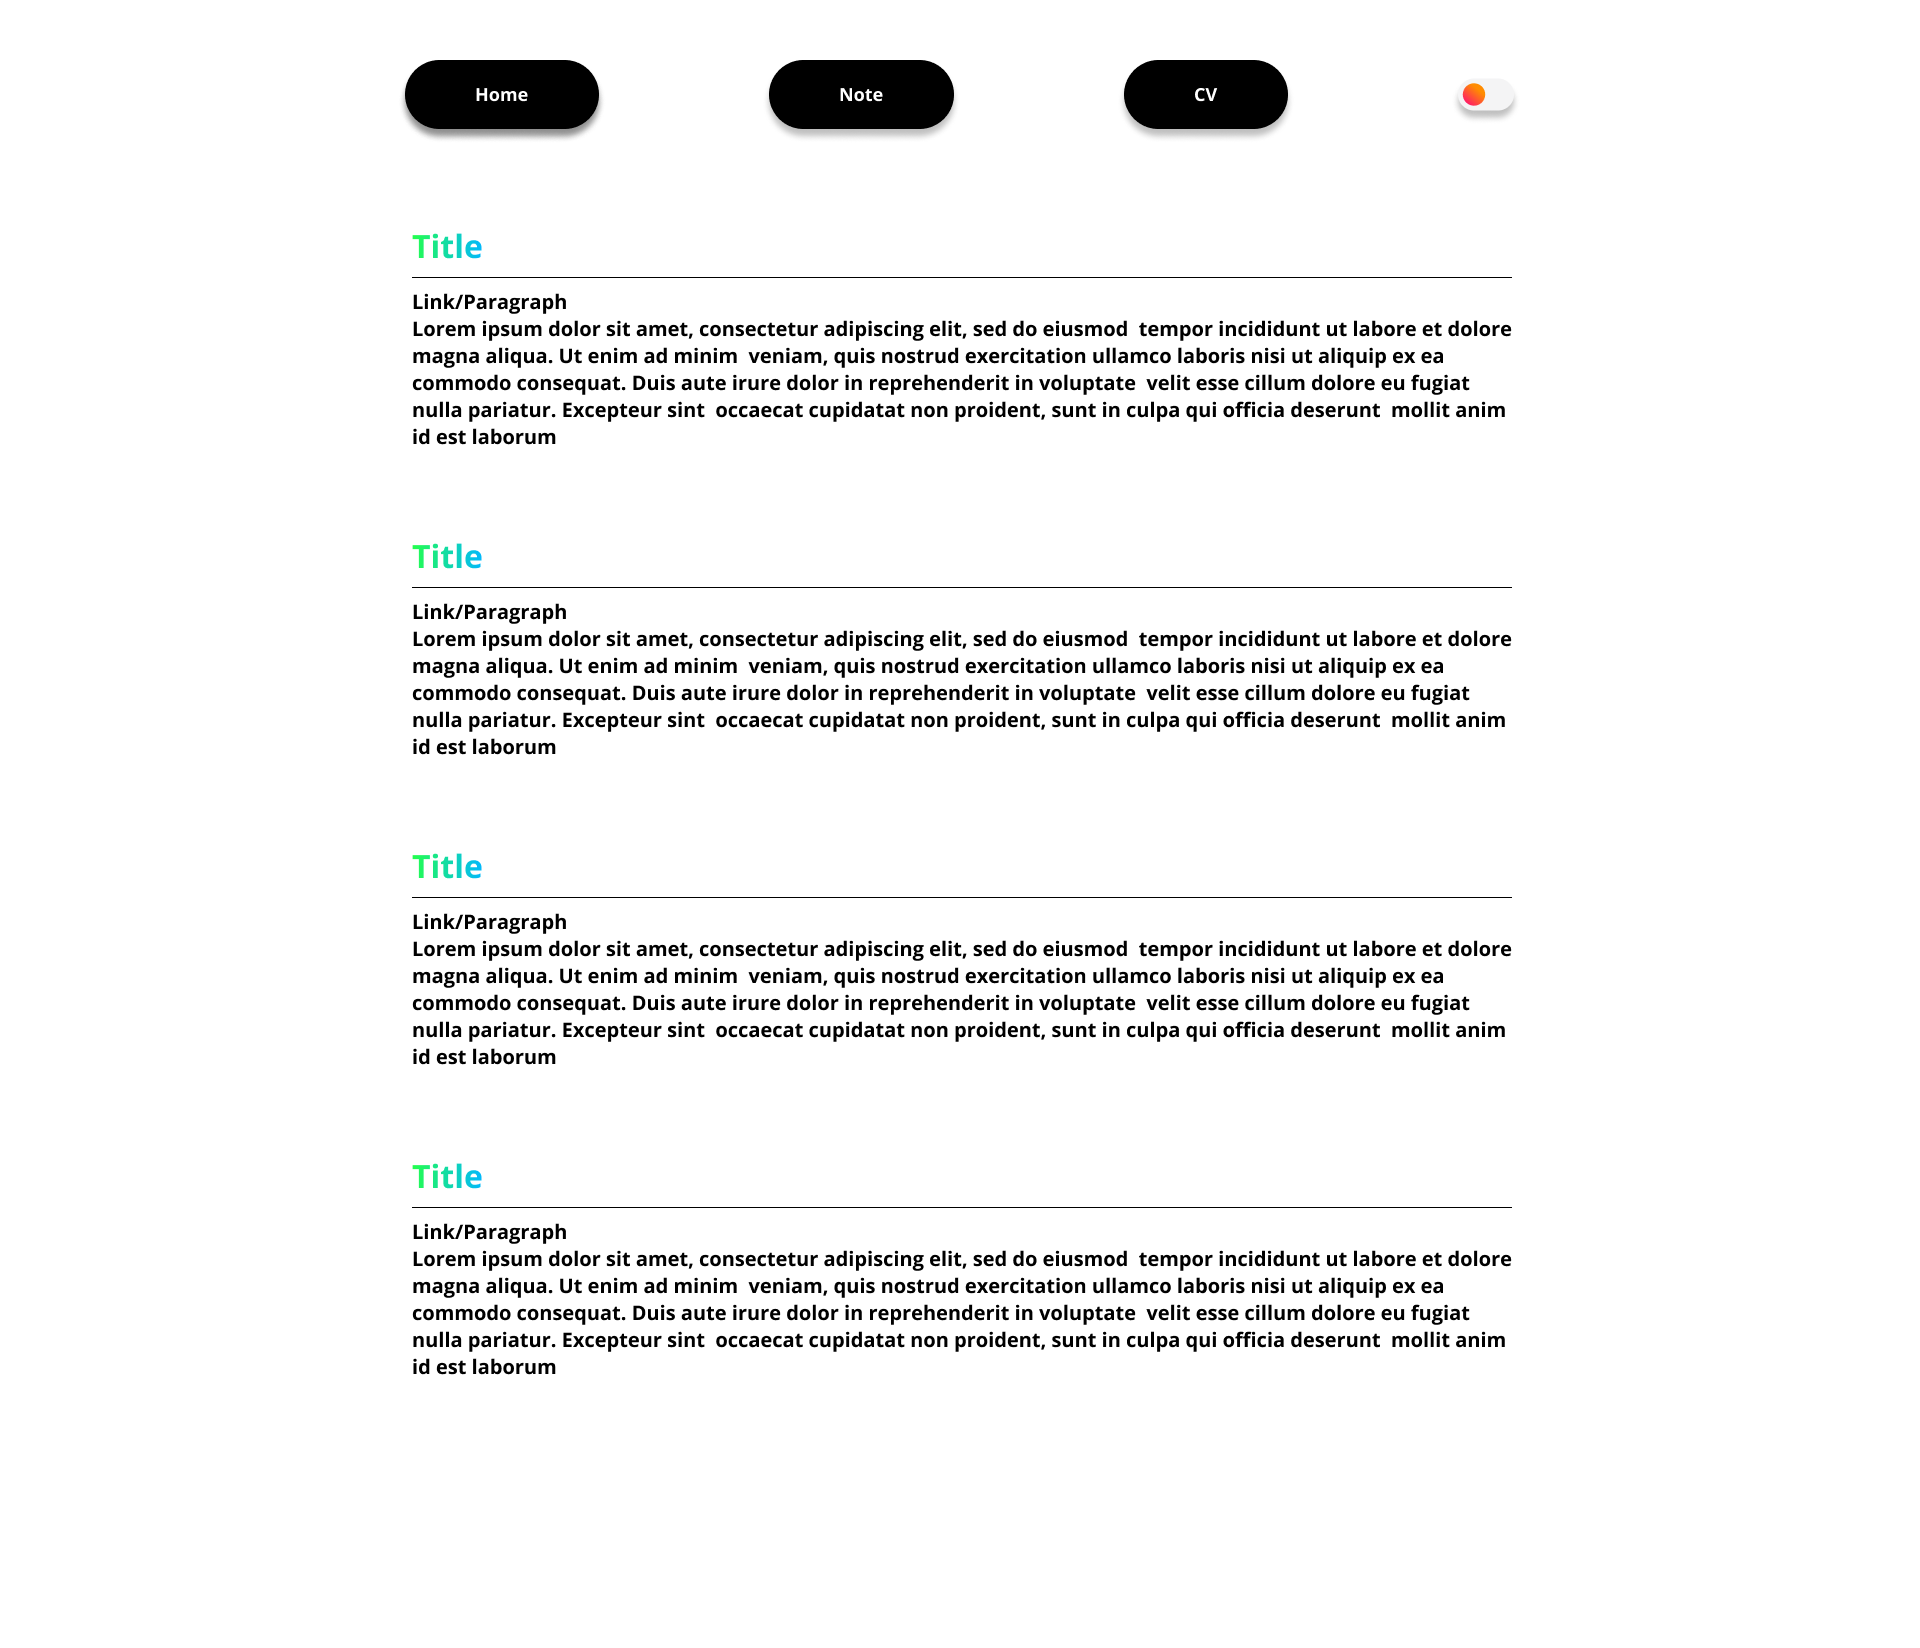 Home Note CV
Title
Link/Paragraph
Lorem ipsum dolor sit amet, consectetur adipiscing elit, sed do eiusmod  tempor incididunt ut labore et dolore
magna aliqua. Ut enim ad minim  veniam, quis nostrud exercitation ullamco laboris nisi ut aliquip ex ea
commodo consequat. Duis aute irure dolor in reprehenderit in voluptate  velit esse cillum dolore eu fugiat
nulla pariatur. Excepteur sint  occaecat cupidatat non proident, sunt in culpa qui officia deserunt  mollit anim
id est laborum
Title
Link/Paragraph
Lorem ipsum dolor sit amet, consectetur adipiscing elit, sed do eiusmod  tempor incididunt ut labore et dolore
magna aliqua. Ut enim ad minim  veniam, quis nostrud exercitation ullamco laboris nisi ut aliquip ex ea
commodo consequat. Duis aute irure dolor in reprehenderit in voluptate  velit esse cillum dolore eu fugiat
nulla pariatur. Excepteur sint  occaecat cupidatat non proident, sunt in culpa qui officia deserunt  mollit anim
id est laborum
Title
Link/Paragraph
Lorem ipsum dolor sit amet, consectetur adipiscing elit, sed do eiusmod  tempor incididunt ut labore et dolore
magna aliqua. Ut enim ad minim  veniam, quis nostrud exercitation ullamco laboris nisi ut aliquip ex ea
commodo consequat. Duis aute irure dolor in reprehenderit in voluptate  velit esse cillum dolore eu fugiat
nulla pariatur. Excepteur sint  occaecat cupidatat non proident, sunt in culpa qui officia deserunt  mollit anim
id est laborum
Title
Link/Paragraph
Lorem ipsum dolor sit amet, consectetur adipiscing elit, sed do eiusmod  tempor incididunt ut labore et dolore
magna aliqua. Ut enim ad minim  veniam, quis nostrud exercitation ullamco laboris nisi ut aliquip ex ea
commodo consequat. Duis aute irure dolor in reprehenderit in voluptate  velit esse cillum dolore eu fugiat
nulla pariatur. Excepteur sint  occaecat cupidatat non proident, sunt in culpa qui officia deserunt  mollit anim
id est laborum